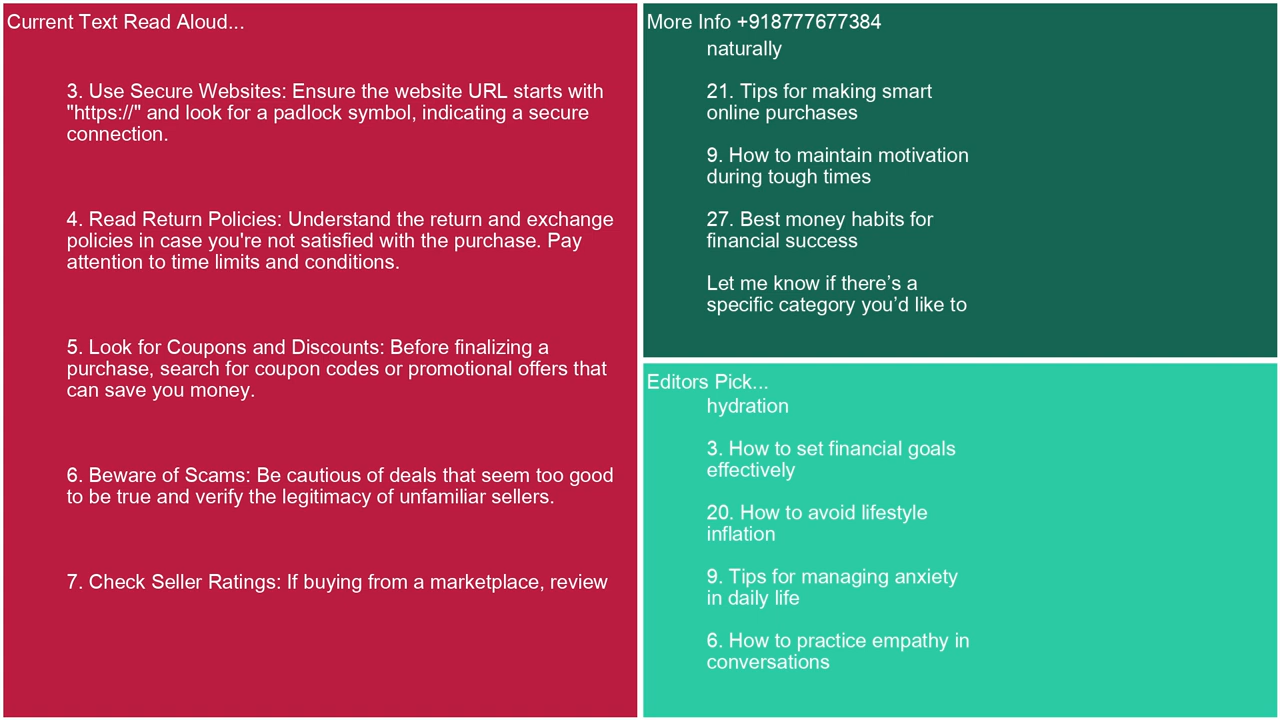 Current Text Read Aloud...
3. Use Secure Websites: Ensure the website URL starts with
"https://" and look for a padlock symbol, indicating a secure
connection.
4. Read Return Policies: Understand the return and exchange
policies in case you're not satisfied with the purchase. Pay
attention to time limits and conditions.
5. Look for Coupons and Discounts: Before finalizing a
purchase, search for coupon codes or promotional offers that
can save you money.
6. Beware of Scams: Be cautious of deals that seem too good
to be true and verify the legitimacy of unfamiliar sellers.
7. Check Seller Ratings: If buying from a marketplace, review
More Info +918777677384
naturally
21. Tips for making smart
online purchases
9. How to maintain motivation
during tough times
27. Best money habits for
financial success
Let me know if there’s a
specific category you’d like to
Editors Pick...
hydration
3. How to set financial goals
effectively
20. How to avoid lifestyle
inflation
9. Tips for managing anxiety
in daily life
6. How to practice empathy in
conversations